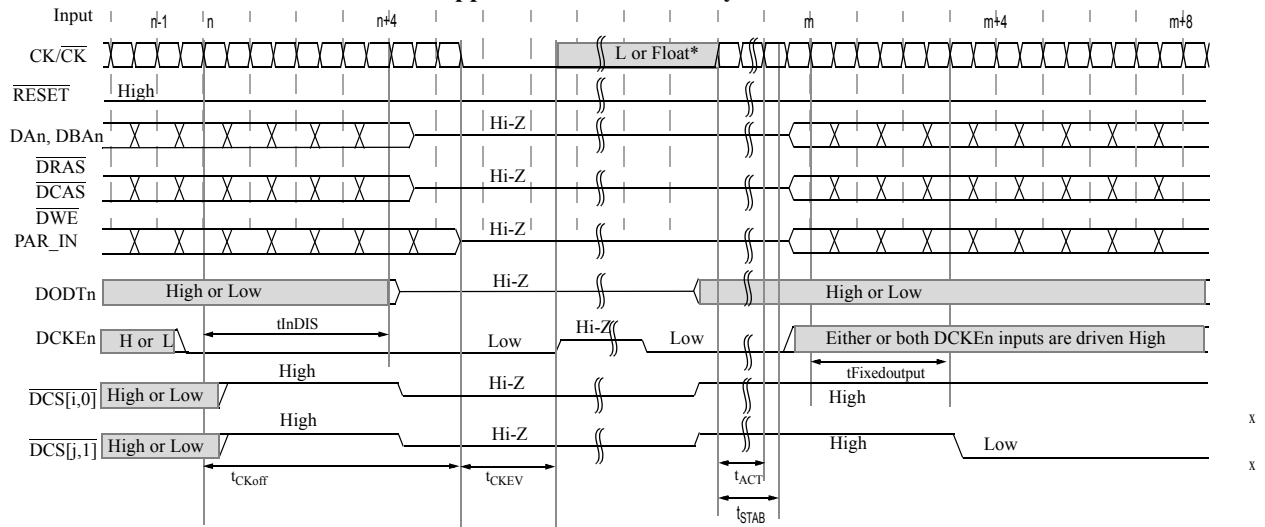 Input n-1 n n+4 m m+4 m+8
CK/CK L or Float*
RESET High
DAn, DBAn Hi-Z
DRAS
DCAS Hi-Z
DWE
PAR_IN Hi-Z
DODTn High or Low Hi-Z High or Low
tInDIS
DCKEn H or L Low Hi-Z Low Either or both DCKEn inputs are driven High
tFixedoutput
DCS[i,0] High or Low High Hi-Z High
x
DCS[j,1] High or Low High Hi-Z High Low
x
tCKoff tCKEV tACT
tSTAB